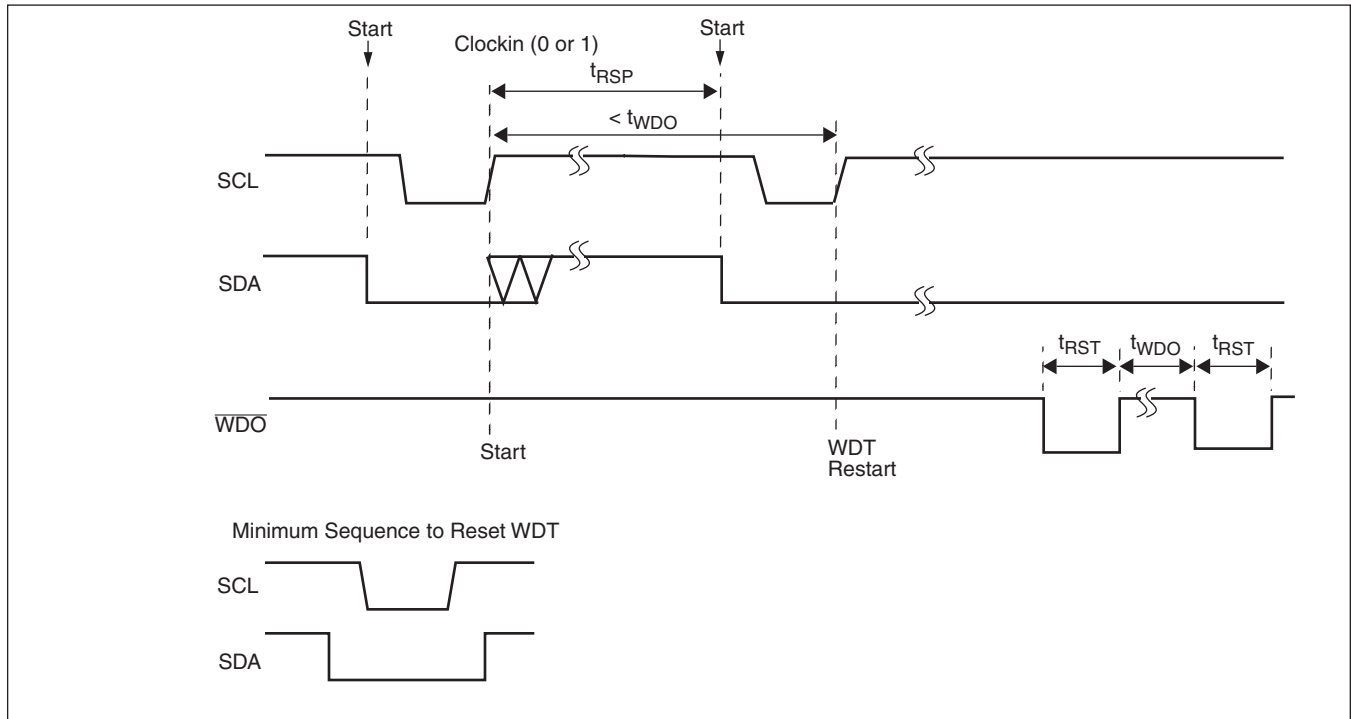 Start
Start
Clockin (0 or 1)
tRSP
< tWDO
SCL
SDA
tRST
tWDO
tRST
WDO
Start
WDT
Restart
Minimum Sequence to Reset WDT
SCL
SDA